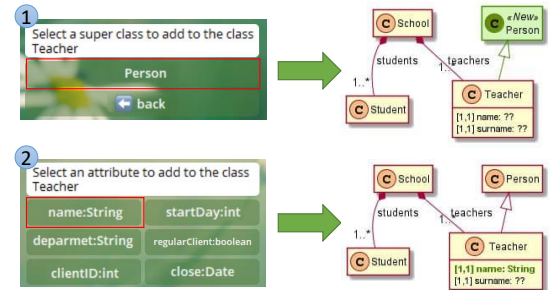 1
Select a super class to add to the class
Teacher
Person
back
C School
C «New»
Person
students
teachers
1..*
1..*
C Student
C Teacher
[1,1] name: ??
[1,1] surname: ??
2
Select an attribute to add to the class
Teacher
name:String
startDay:int
deparmet:String
regularClient:boolean
clientID:int
close:Date
C School
C Person
students
teachers
1..*
1..*
C Student
C Teacher
[1,1] name: String
[1,1] surname: ??